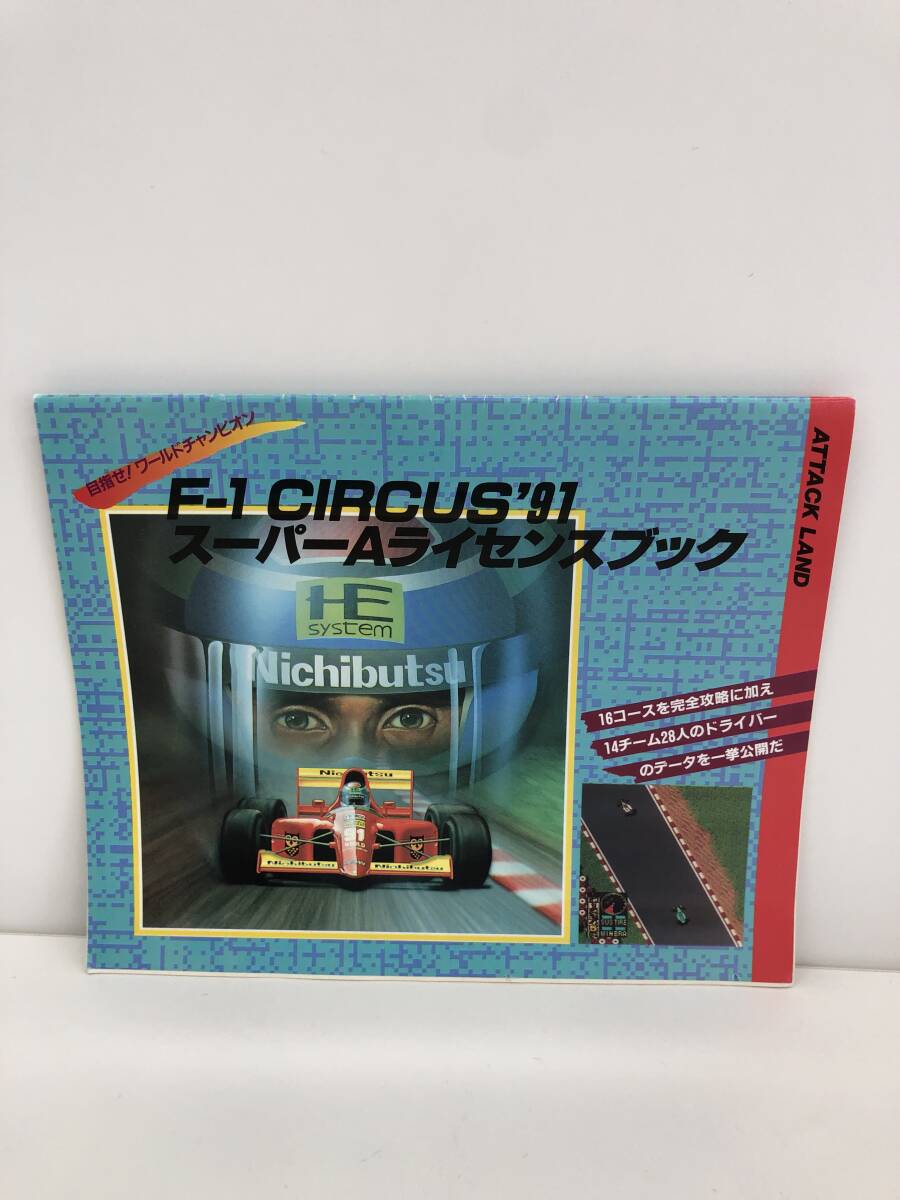 目指せ!ワールドチャンピオン
F-1 CIRCUS'91
スーパーAライセンスブック
HE
system
Nichibutsu
Nichibutsu
Nichibutsu
Nichibutsu
16コースを完全攻略に加え
14チーム28人のドライバー
のデータを一挙公開だ
ATTACK LAND